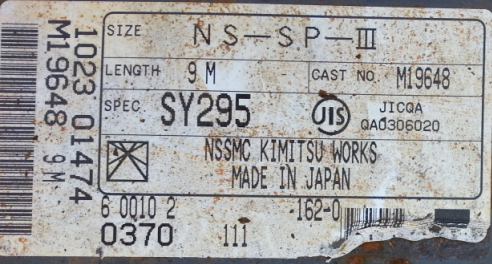 SIZE NS-SP-III
LENGTH 9 M CAST NO. M19648
SPEC SY295 JIS JICQA
QA0306020
NSSMC KIMITSU WORKS
MADE IN JAPAN
6 0010 2 -162-0
0370 111
1023 01474
M19648 9 M